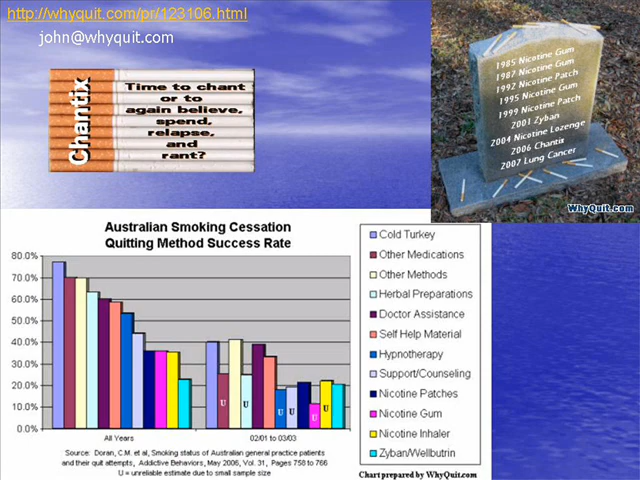 http://whyquit.com/pr/123106.html
john@whyquit.com
Chantix
Time to chant
or to
again believe,
spend,
relapse,
and
rant?
1985 Nicotine Gum
1987 Nicotine Gum
1992 Nicotine Patch
1995 Nicotine Gum
1999 Nicotine Patch
2001 Zyban
2004 Nicotine Lozenge
2006 Chantix
2007 Lung Cancer
WhyQuit.com
Australian Smoking Cessation
Quitting Method Success Rate
80.0%
70.0%
60.0%
50.0%
40.0%
30.0%
20.0%
10.0%
0.0%
U
U
U
U
U
U
All Years
02/01 to 03/03
Cold Turkey
Other Medications
Other Methods
Herbal Preparations
Doctor Assistance
Self Help Material
Hypnotherapy
Support/Counseling
Nicotine Patches
Nicotine Gum
Nicotine Inhaler
Zyban/Wellbutrin
Source: Doran, C.M. et al, Smoking status of Australian general practice patients
and their quit attempts, Addictive Behaviors, May 2006, Vol. 31, Pages 758 to 766
U = unreliable estimate due to small sample size
Chart prepared by WhyQuit.com